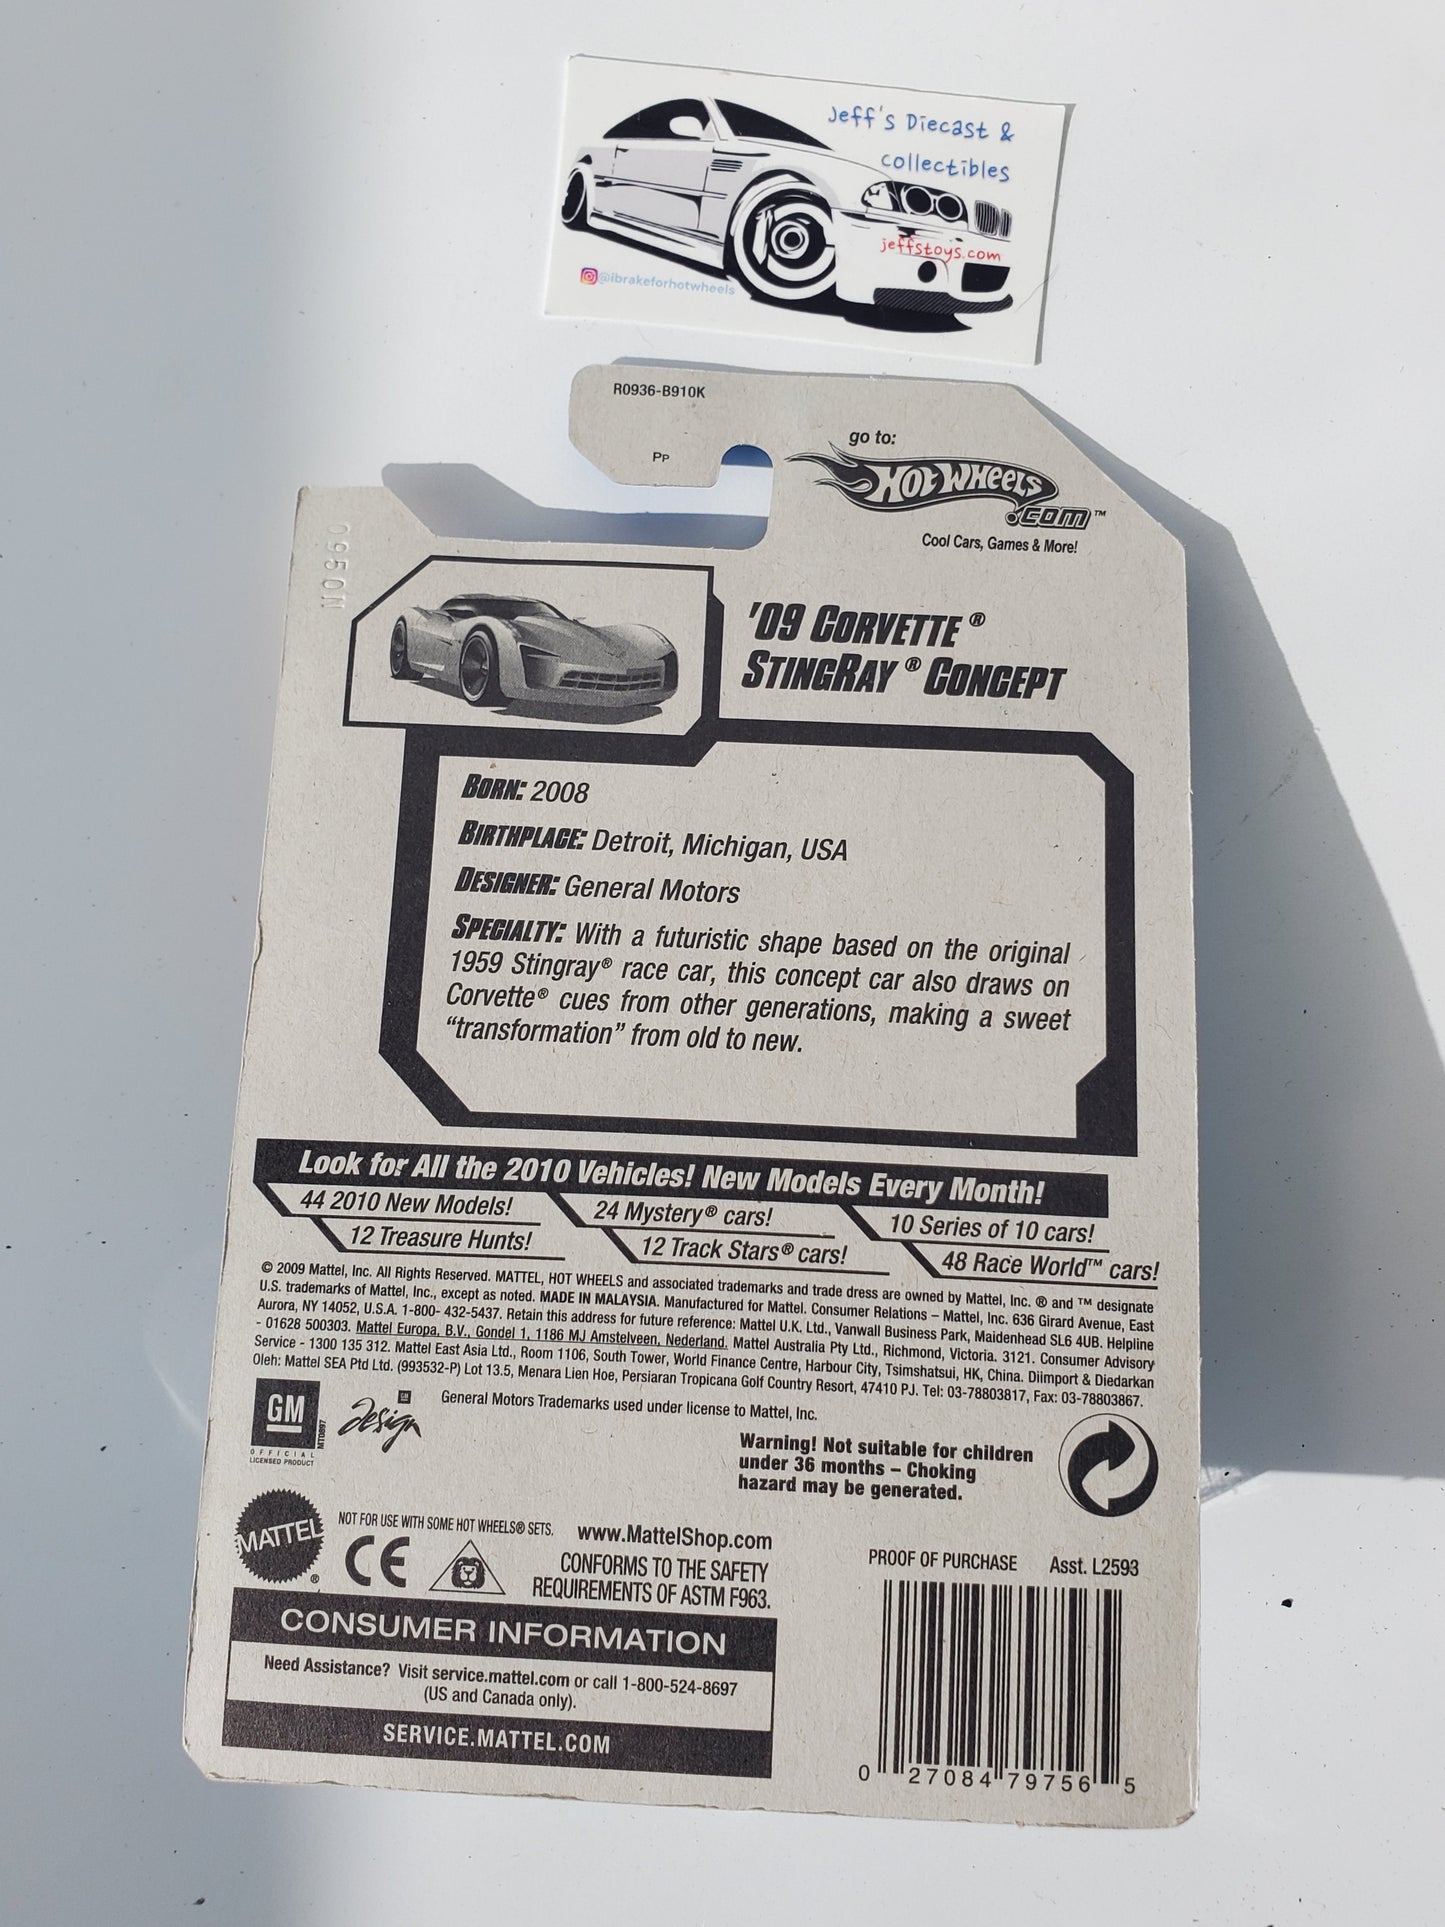 Jeff's Diecast &
collectibles
jeffstoys.com
@ibrakeforhotwheels
R0936-B910K
PP
go to:
HOT WHEELS
.COM™
Cool Cars, Games & More!
095ON
'09 CORVETTE®
STINGRAY® CONCEPT
BORN: 2008
BIRTHPLACE: Detroit, Michigan, USA
DESIGNER: General Motors
SPECIALTY: With a futuristic shape based on the original
1959 Stingray® race car, this concept car also draws on
Corvette® cues from other generations, making a sweet
“transformation” from old to new.
Look for All the 2010 Vehicles! New Models Every Month!
44 2010 New Models!
24 Mystery® cars!
10 Series of 10 cars!
12 Treasure Hunts!
12 Track Stars® cars!
48 Race World™ cars!
© 2009 Mattel, Inc. All Rights Reserved. MATTEL, HOT WHEELS and associated trademarks and trade dress are owned by Mattel, Inc. ® and ™ designate
U.S. trademarks of Mattel, Inc., except as noted. MADE IN MALAYSIA. Manufactured for Mattel. Consumer Relations – Mattel, Inc. 636 Girard Avenue, East
Aurora, NY 14052, U.S.A. 1-800- 432-5437. Retain this address for future reference: Mattel U.K. Ltd., Vanwall Business Park, Maidenhead SL6 4UB. Helpline
- 01628 500303. Mattel Europa, B.V., Gondel 1, 1186 MJ Amstelveen, Nederland. Mattel Australia Pty Ltd., Richmond, Victoria. 3121. Consumer Advisory
Service - 1300 135 312. Mattel East Asia Ltd., Room 1106, South Tower, World Finance Centre, Harbour City, Tsimshatsui, HK, China. Diimport & Diedarkan
Oleh: Mattel SEA Ptd Ltd. (993532-P) Lot 13.5, Menara Lien Hoe, Persiaran Tropicana Golf Country Resort, 47410 PJ. Tel: 03-78803817, Fax: 03-78803867.
GM
MT0897
OFFICIAL
LICENSED PRODUCT
GM
design
General Motors Trademarks used under license to Mattel, Inc.
Warning! Not suitable for children
under 36 months – Choking
hazard may be generated.
MATTEL®
NOT FOR USE WITH SOME HOT WHEELS® SETS.
CE
www.MattelShop.com
CONFORMS TO THE SAFETY
REQUIREMENTS OF ASTM F963.
PROOF OF PURCHASE Asst. L2593
CONSUMER INFORMATION
Need Assistance? Visit service.mattel.com or call 1-800-524-8697
(US and Canada only).
SERVICE.MATTEL.COM
0 27084 79756 5